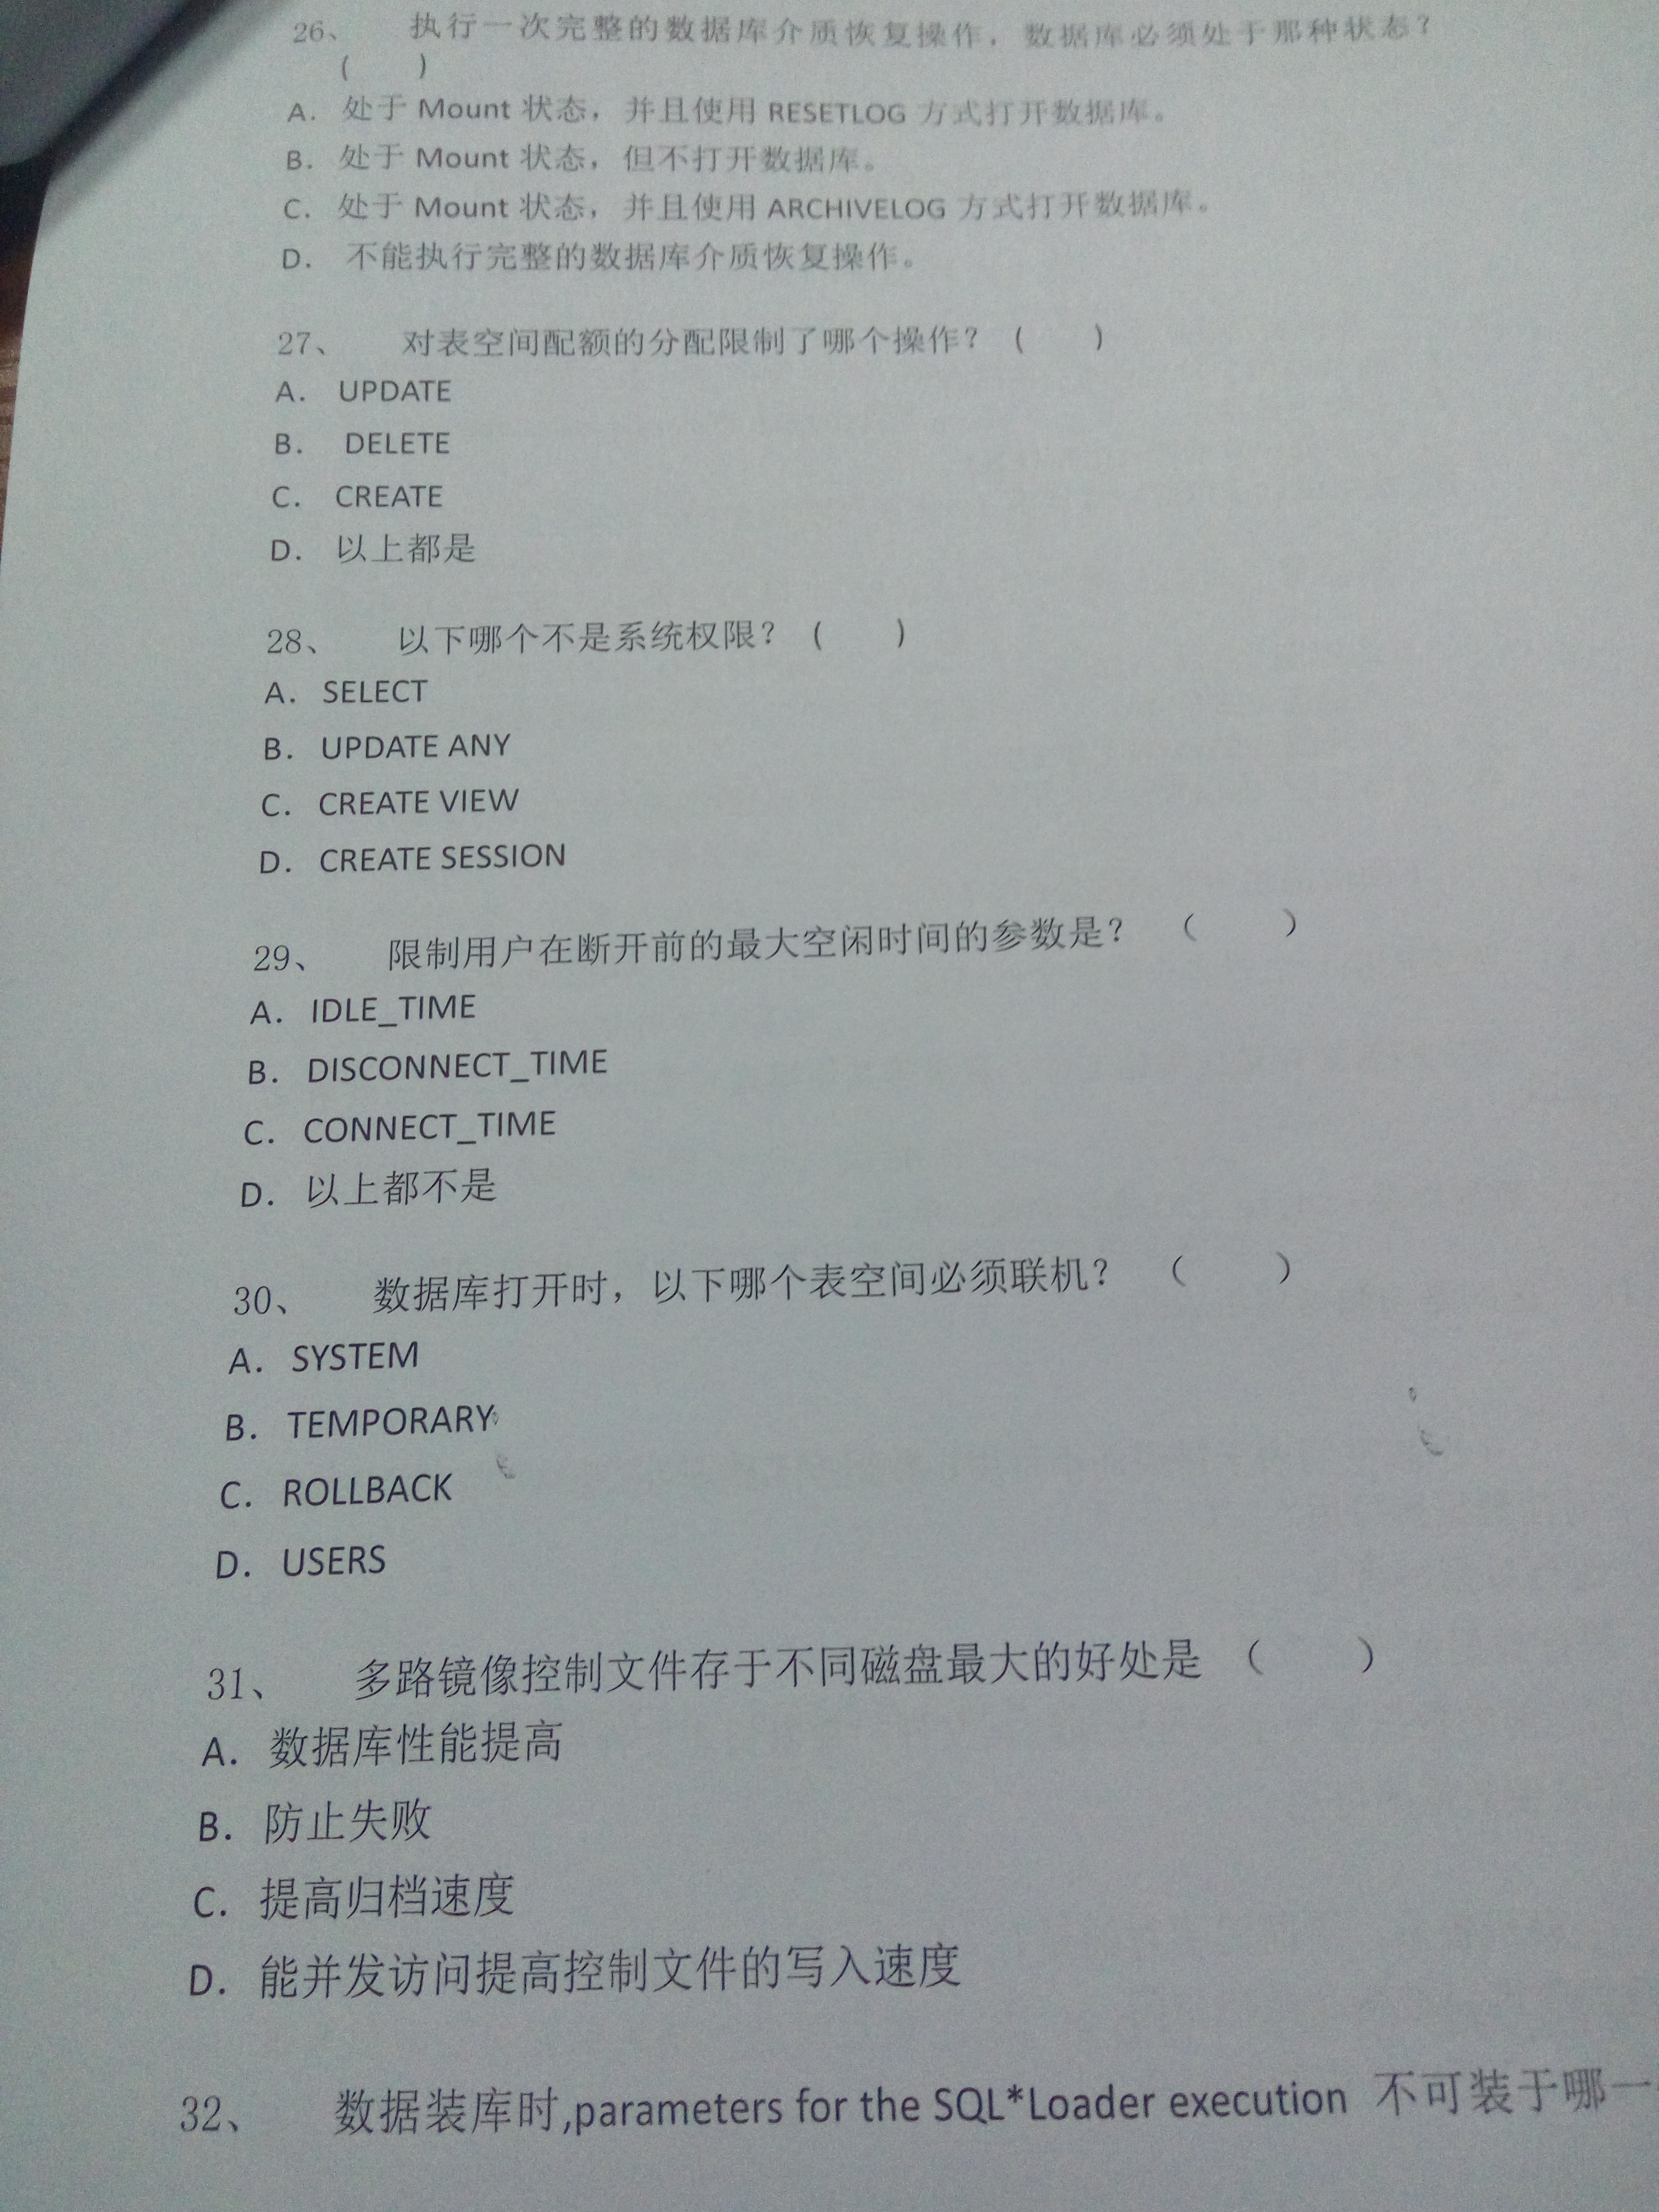 26、 执行一次完整的数据库介质恢复操作，数据库必须处于那种状态？
( )
A. 处于 Mount 状态，并且使用 RESETLOG 方式打开数据库。
B. 处于 Mount 状态，但不打开数据库。
C. 处于 Mount 状态，并且使用 ARCHIVELOG 方式打开数据库。
D. 不能执行完整的数据库介质恢复操作。
27、 对表空间配额的分配限制了哪个操作？ ( )
A. UPDATE
B. DELETE
C. CREATE
D. 以上都是
28、 以下哪个不是系统权限？ ( )
A. SELECT
B. UPDATE ANY
C. CREATE VIEW
D. CREATE SESSION
29、 限制用户在断开前的最大空闲时间的参数是？ ( )
A. IDLE_TIME
B. DISCONNECT_TIME
C. CONNECT_TIME
D. 以上都不是
30、 数据库打开时，以下哪个表空间必须联机？ ( )
A. SYSTEM
B. TEMPORARY
C. ROLLBACK
D. USERS
31、 多路镜像控制文件存于不同磁盘最大的好处是 ( )
A. 数据库性能提高
B. 防止失败
C. 提高归档速度
D. 能并发访问提高控制文件的写入速度
32、 数据装库时,parameters for the SQL*Loader execution 不可装于哪一